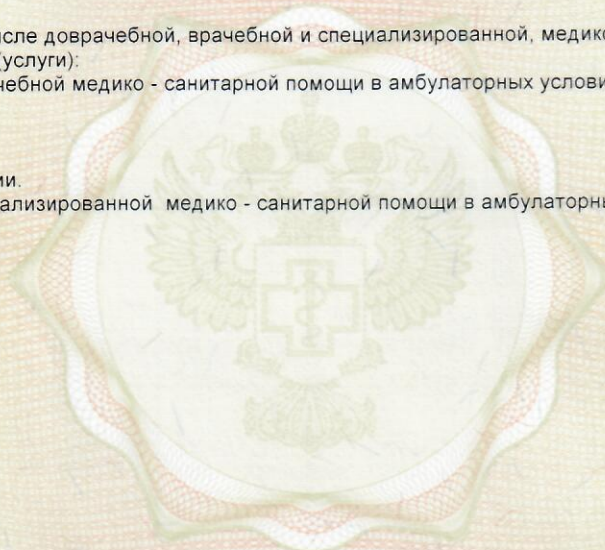 исле доврачебной, врачебной и специализированной, медико
услуги):
чебной медико - санитарной помощи в амбулаторных услови
ии.
ализированной медико - санитарной помощи в амбулаторны